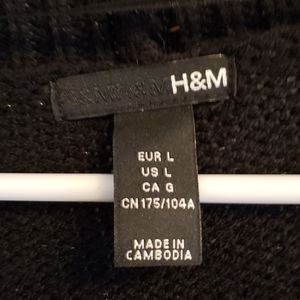 H&M
EUR L
US L
CA G
CN 175/104A
MADE IN
CAMBODIA